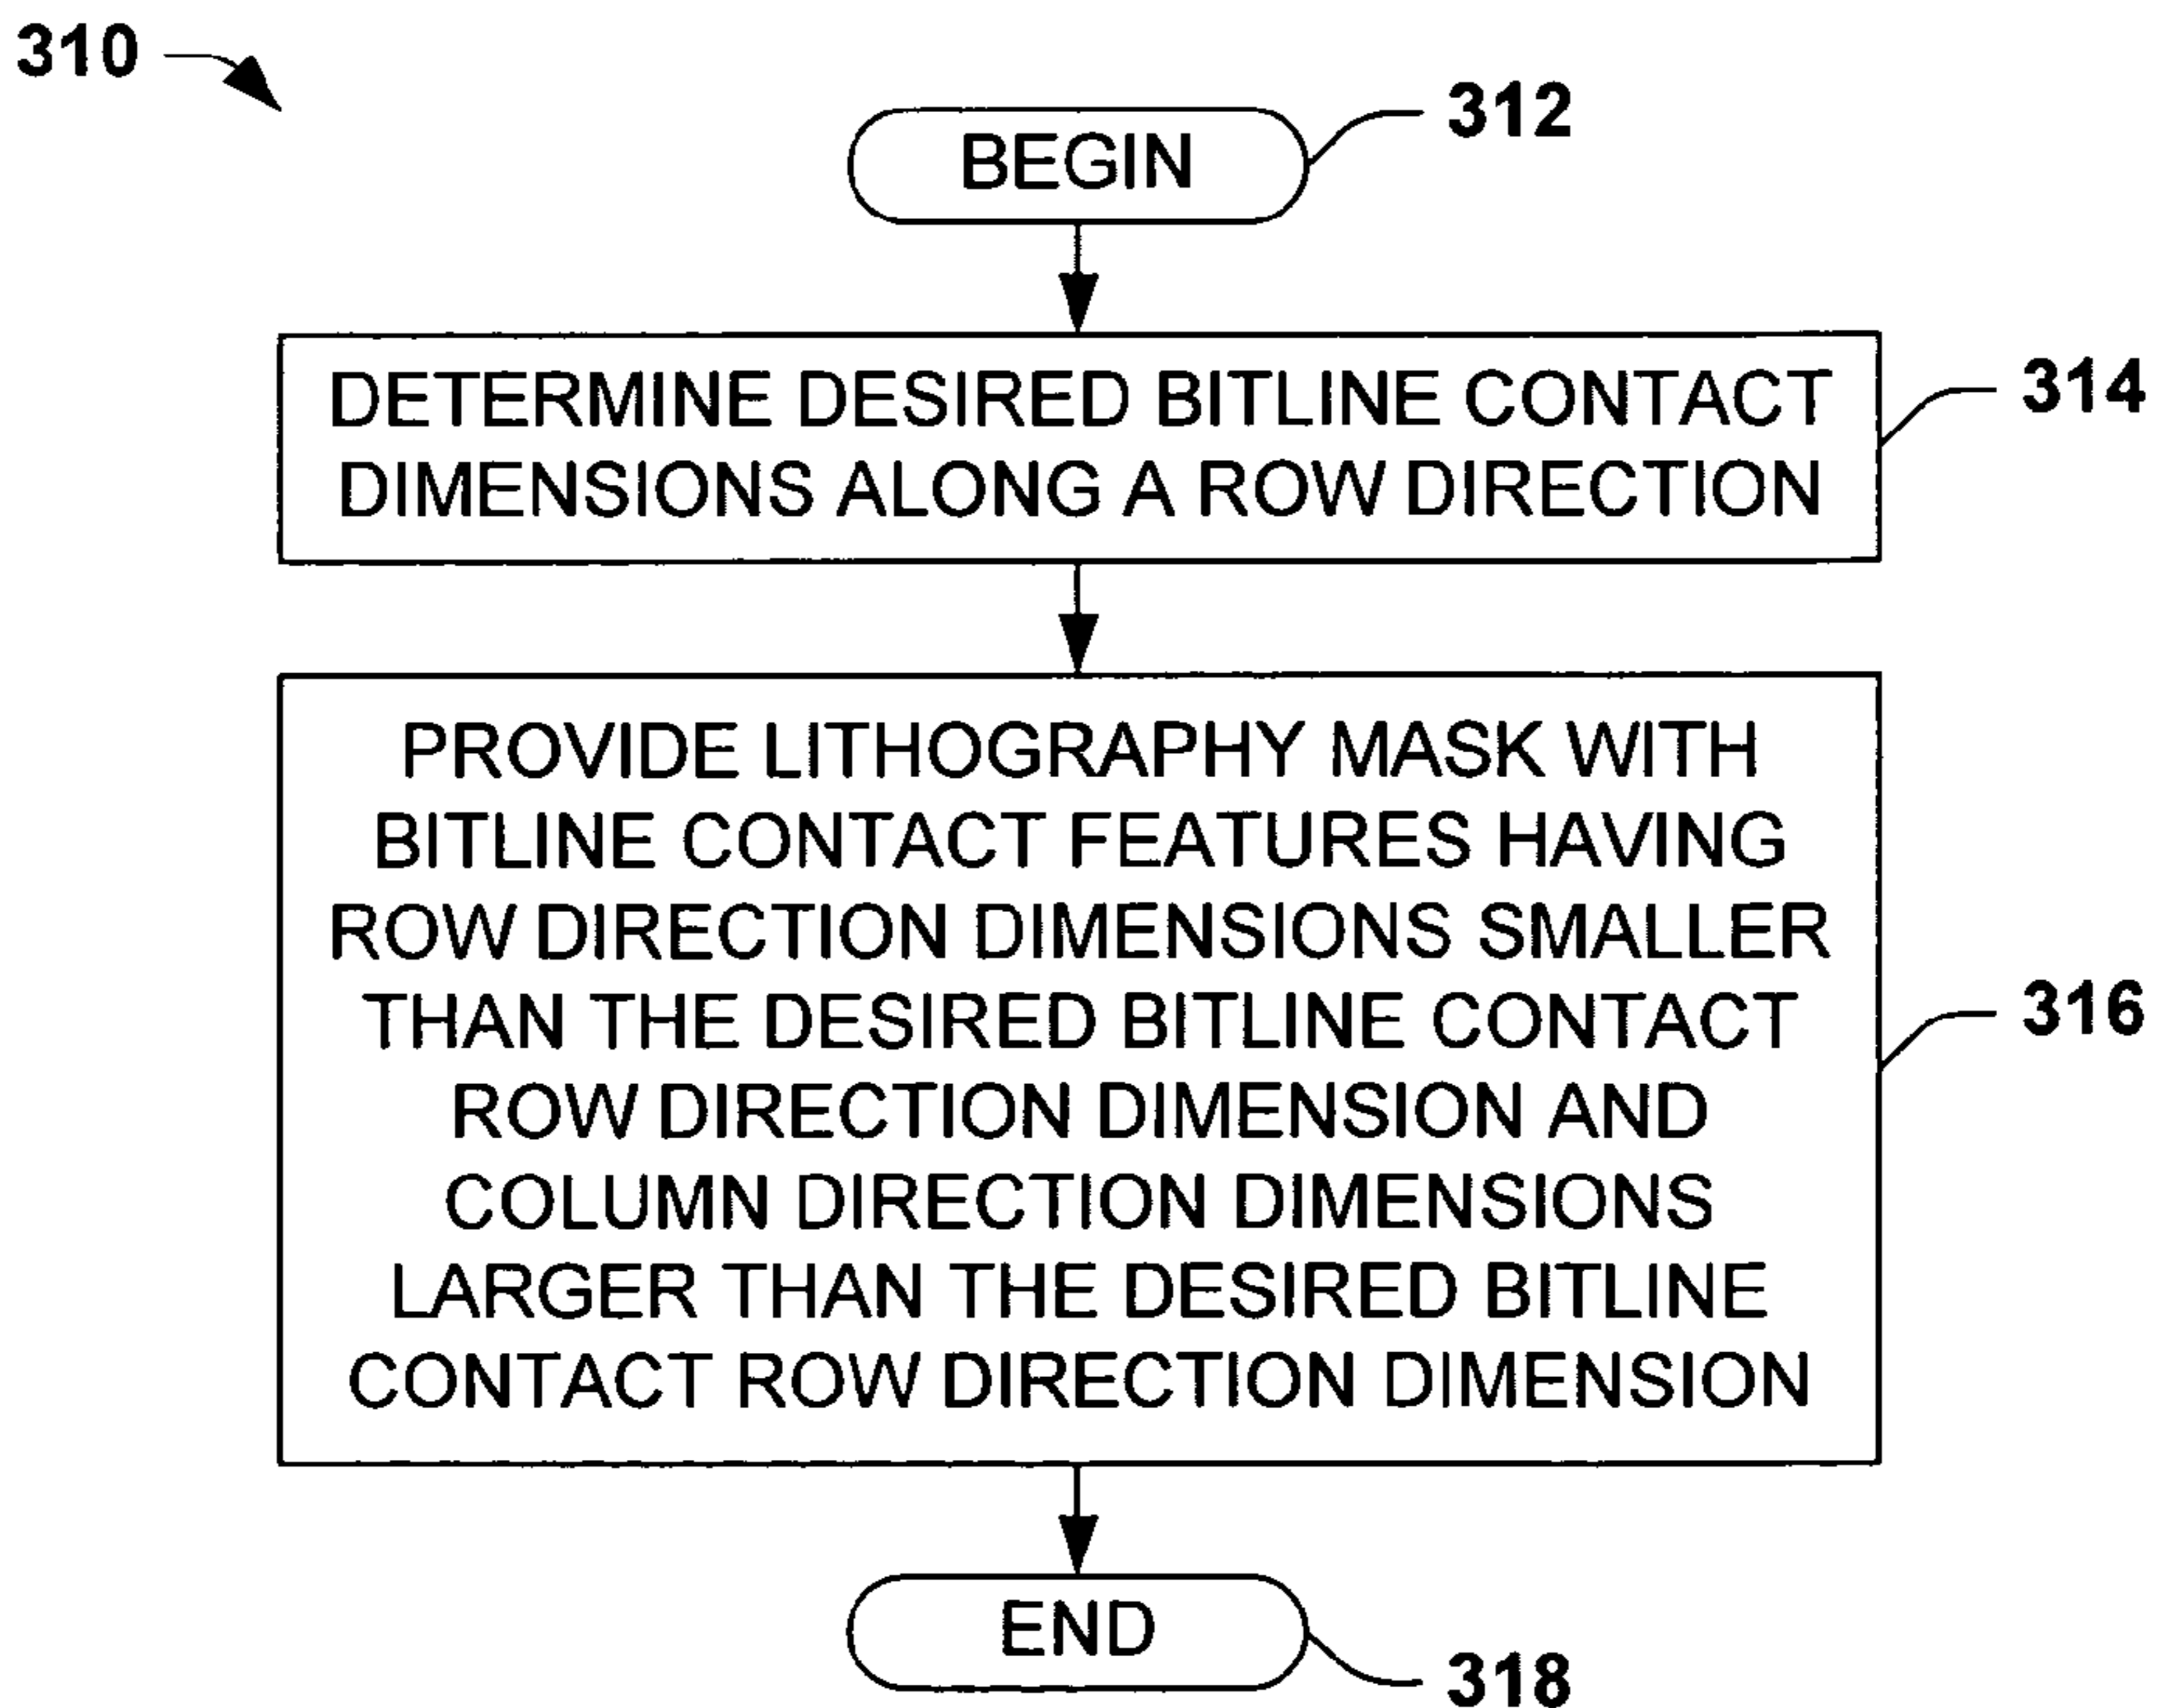 310
BEGIN
312
DETERMINE DESIRED BITLINE CONTACT
DIMENSIONS ALONG A ROW DIRECTION
314
PROVIDE LITHOGRAPHY MASK WITH
BITLINE CONTACT FEATURES HAVING
ROW DIRECTION DIMENSIONS SMALLER
THAN THE DESIRED BITLINE CONTACT
ROW DIRECTION DIMENSION AND
COLUMN DIRECTION DIMENSIONS
LARGER THAN THE DESIRED BITLINE
CONTACT ROW DIRECTION DIMENSION
316
END
318